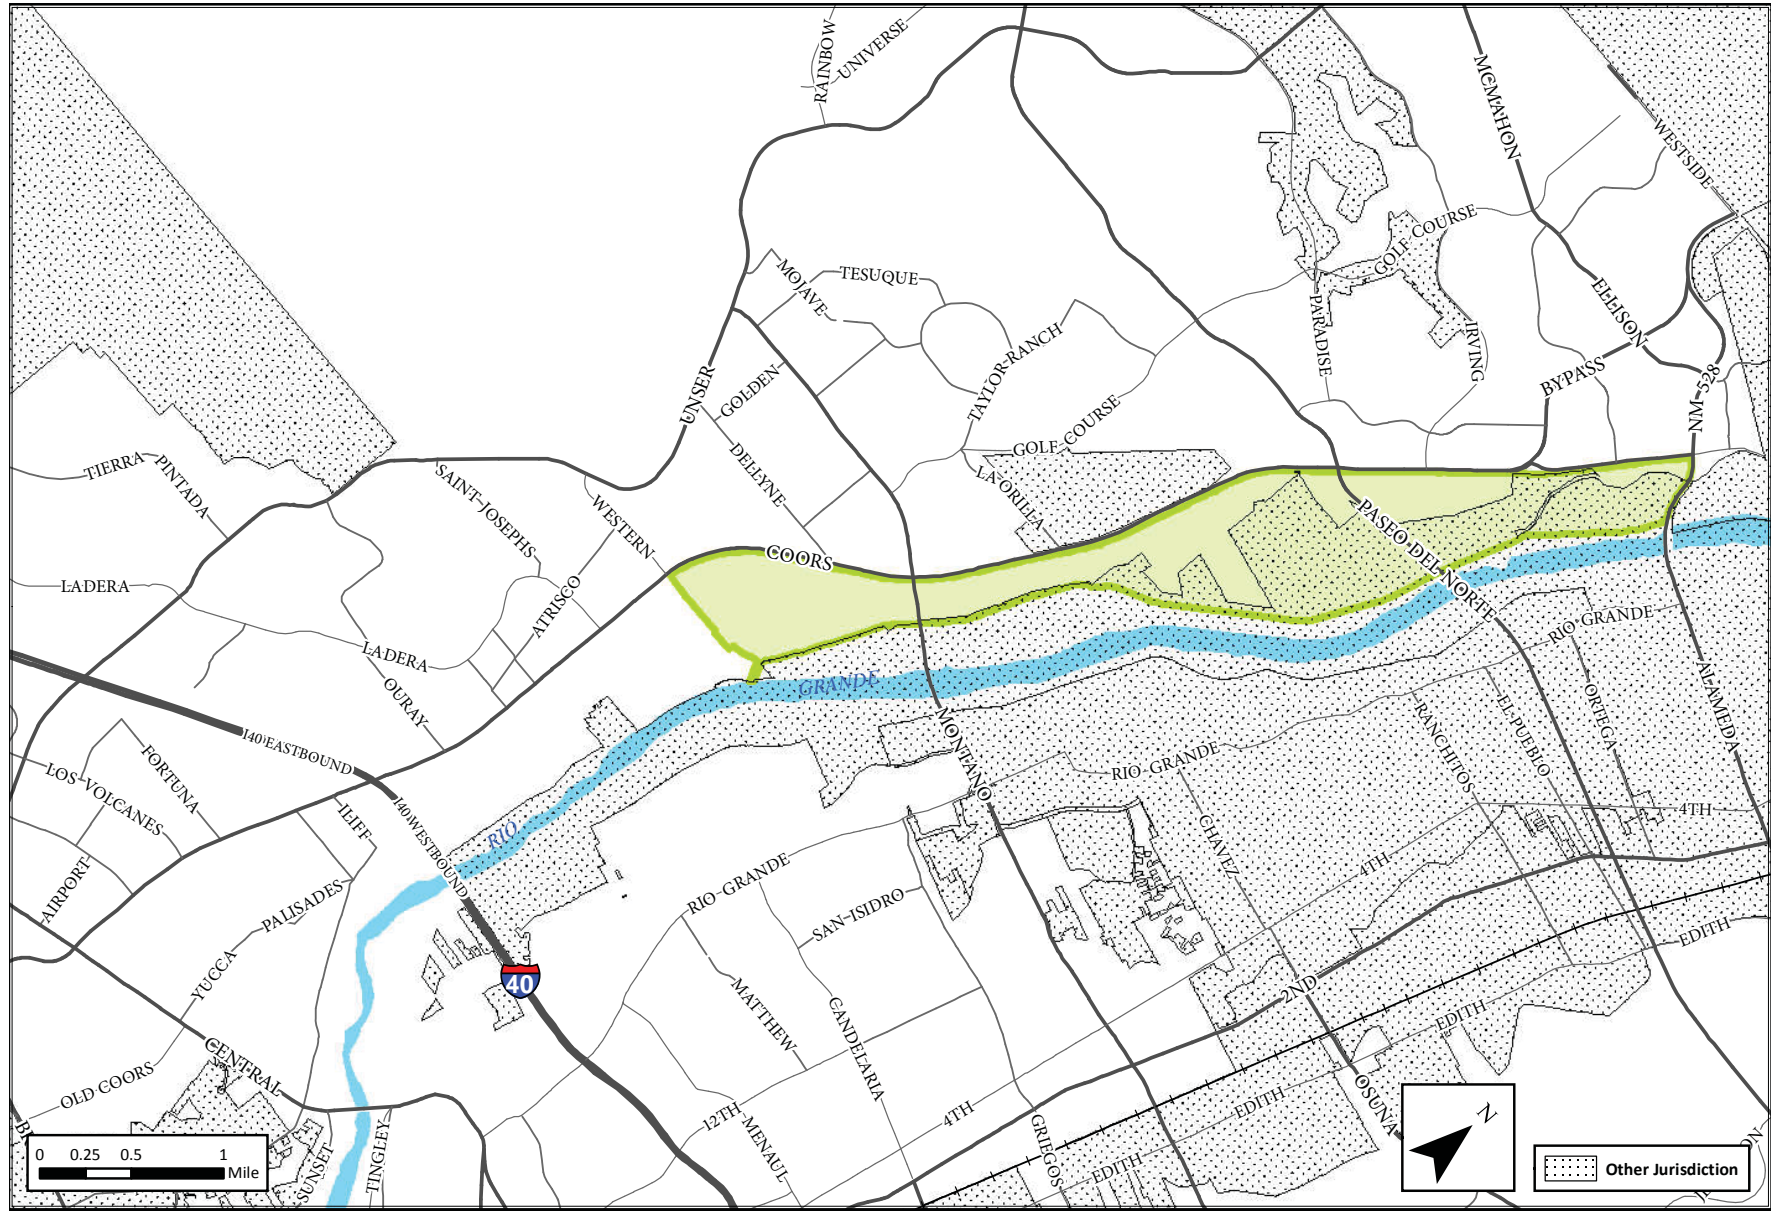 RAINBOW
UNIVERSE
MCMAHON
WESTSIDE
GOLF COURSE
MOJAVE
TESUQUE
ELLISON
PARADISE
IRVING
TAYLOR RANCH
BYPASS
NM 528
UNSER
GOLDEN
GOLF COURSE
DELLYNE
LA ORILLA
TIERRA
PINTADA
SAINT JOSEPHS
WESTERN
COORS
PASEO DEL NORTE
LADERA
ATRISCO
LADERA
RIO GRANDE
OURAY
GRANDE
ALAMEDA
ORTEGA
EL PUEBLO
RANCHITOS
MONTANO
RIO GRANDE
I40 EASTBOUND
FORTUNA
LOS VOLCANES
ILIFF
I40 WESTBOUND
RIO
4TH
CHAVEZ
4TH
AIRPORT
PALISADES
RIO GRANDE
SAN ISIDRO
EDITH
YUCCA
40
MATTHEW
CANDELARIA
2ND
EDITH
CENTRAL
OLD COORS
12TH
MENAUL
4TH
GRIEGOS
EDITH
OSUNA
EDITH
SUNSET
TINGLEY
0 0.25 0.5 1
Mile
N
Other Jurisdiction